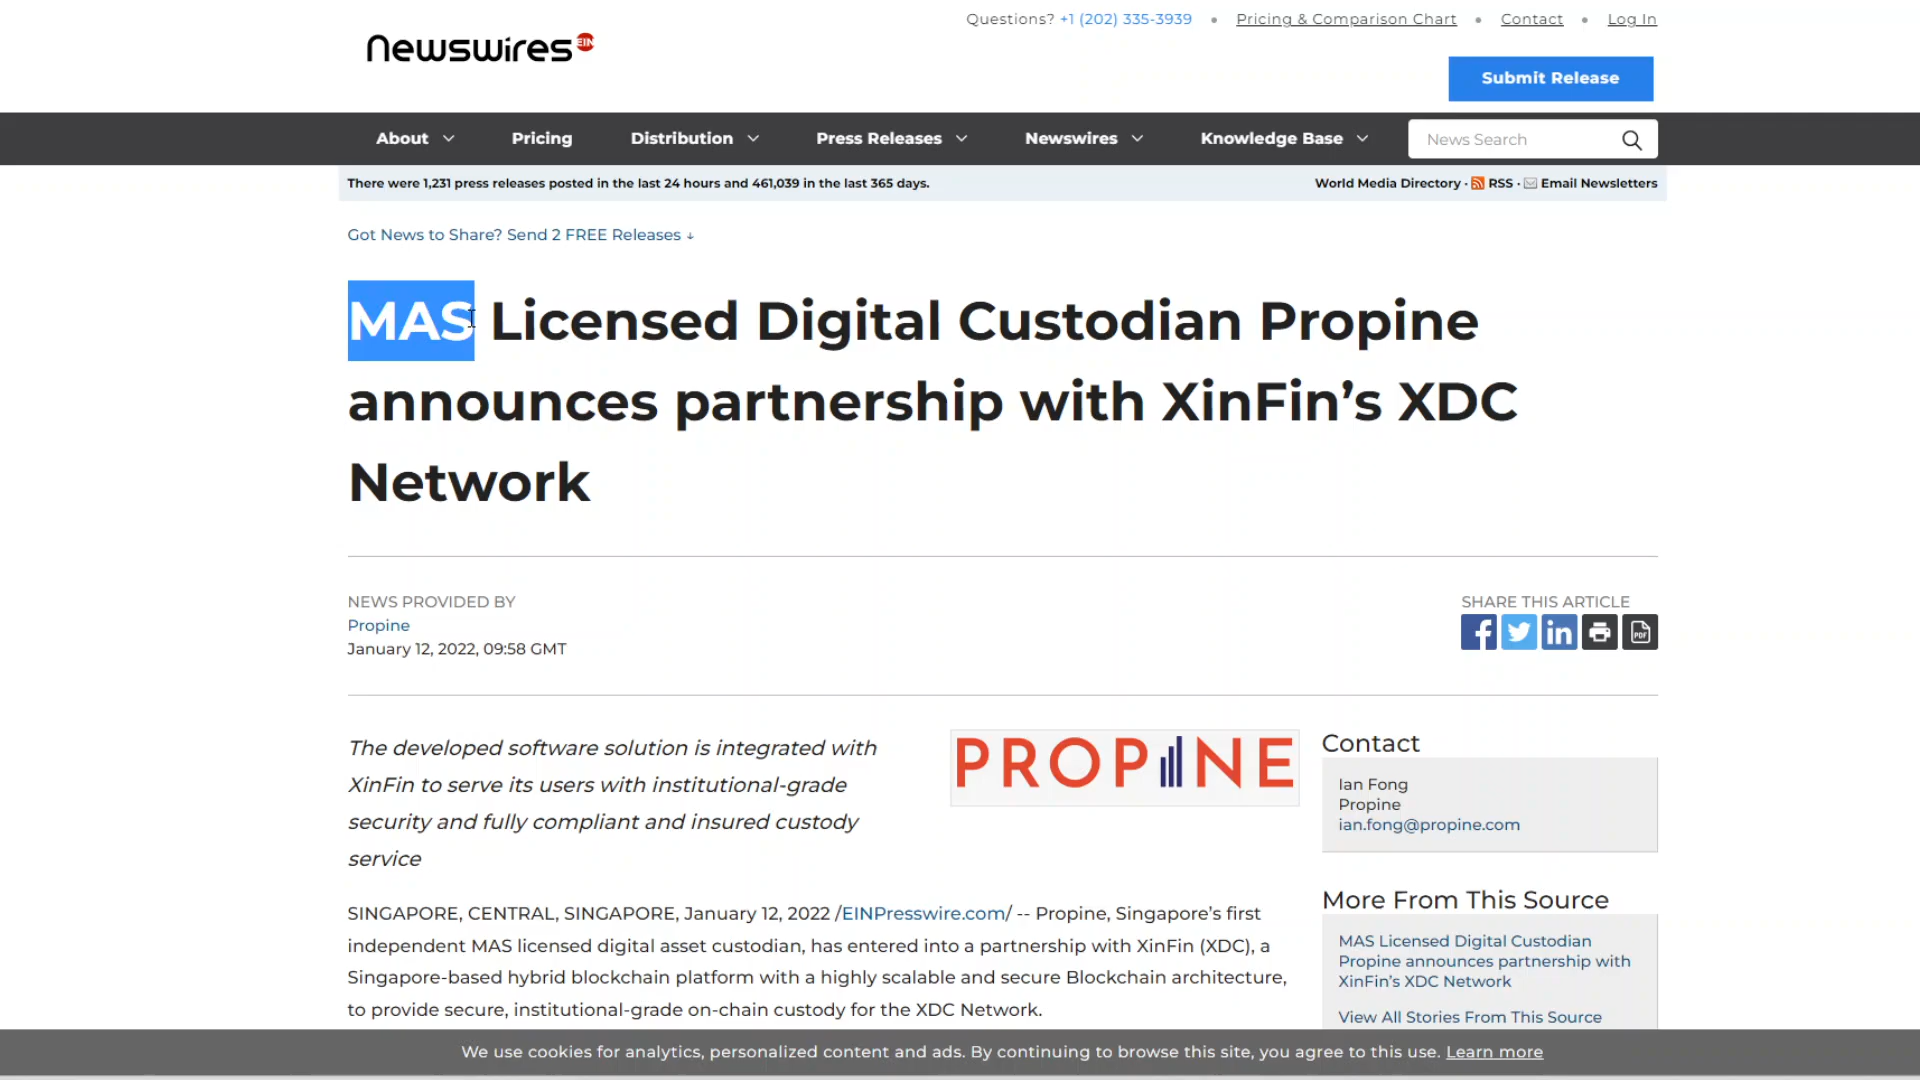 Questions? +1 (202) 335-3939 • Pricing & Comparison Chart • Contact • Log In
newswires EIN
Submit Release
About Pricing Distribution Press Releases Newswires Knowledge Base News Search
There were 1,231 press releases posted in the last 24 hours and 461,039 in the last 365 days.
World Media Directory · RSS · Email Newsletters
Got News to Share? Send 2 FREE Releases ↓
MAS Licensed Digital Custodian Propine
announces partnership with XinFin’s XDC
Network
NEWS PROVIDED BY
Propine
January 12, 2022, 09:58 GMT
SHARE THIS ARTICLE
PDF
The developed software solution is integrated with
XinFin to serve its users with institutional-grade
security and fully compliant and insured custody
service
PROPINE
SINGAPORE, CENTRAL, SINGAPORE, January 12, 2022 /EINPresswire.com/ -- Propine, Singapore’s first
independent MAS licensed digital asset custodian, has entered into a partnership with XinFin (XDC), a
Singapore-based hybrid blockchain platform with a highly scalable and secure Blockchain architecture,
to provide secure, institutional-grade on-chain custody for the XDC Network.
Contact
Ian Fong
Propine
ian.fong@propine.com
More From This Source
MAS Licensed Digital Custodian
Propine announces partnership with
XinFin’s XDC Network
View All Stories From This Source
We use cookies for analytics, personalized content and ads. By continuing to browse this site, you agree to this use. Learn more